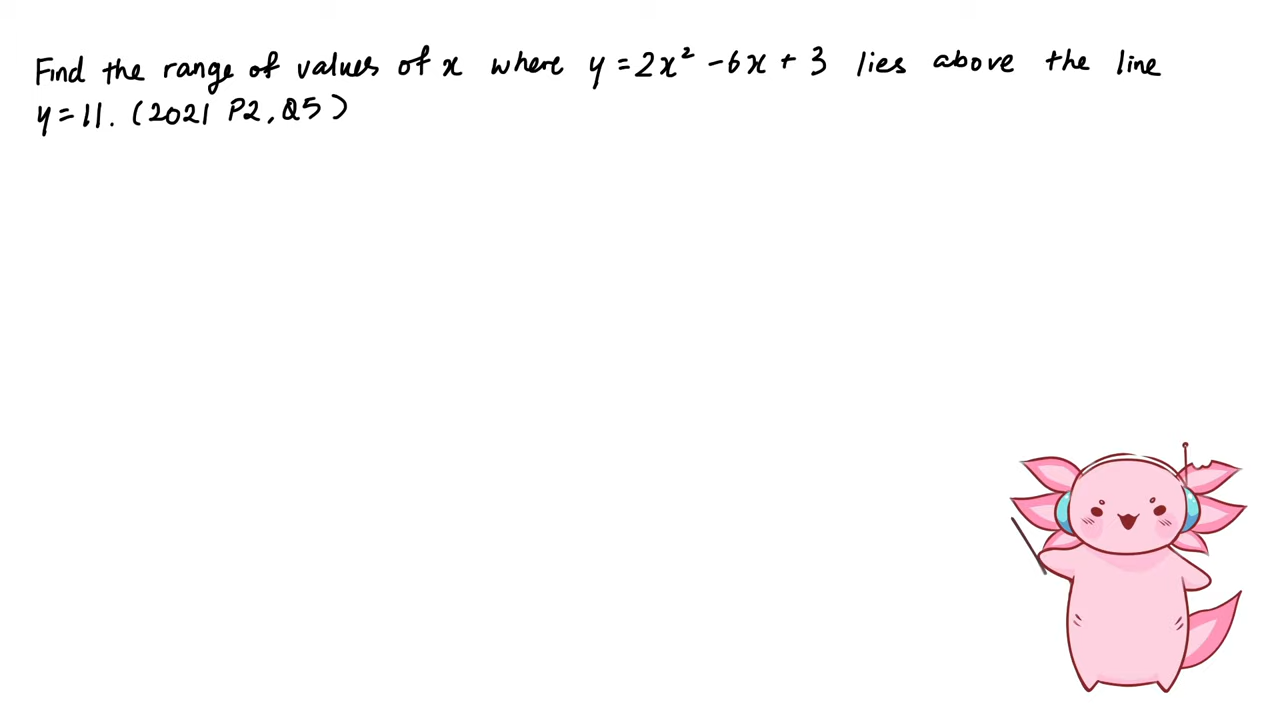 Find the range of values of x where y = 2x² - 6x + 3 lies above the line
y = 11. (2021 P2, Q5)